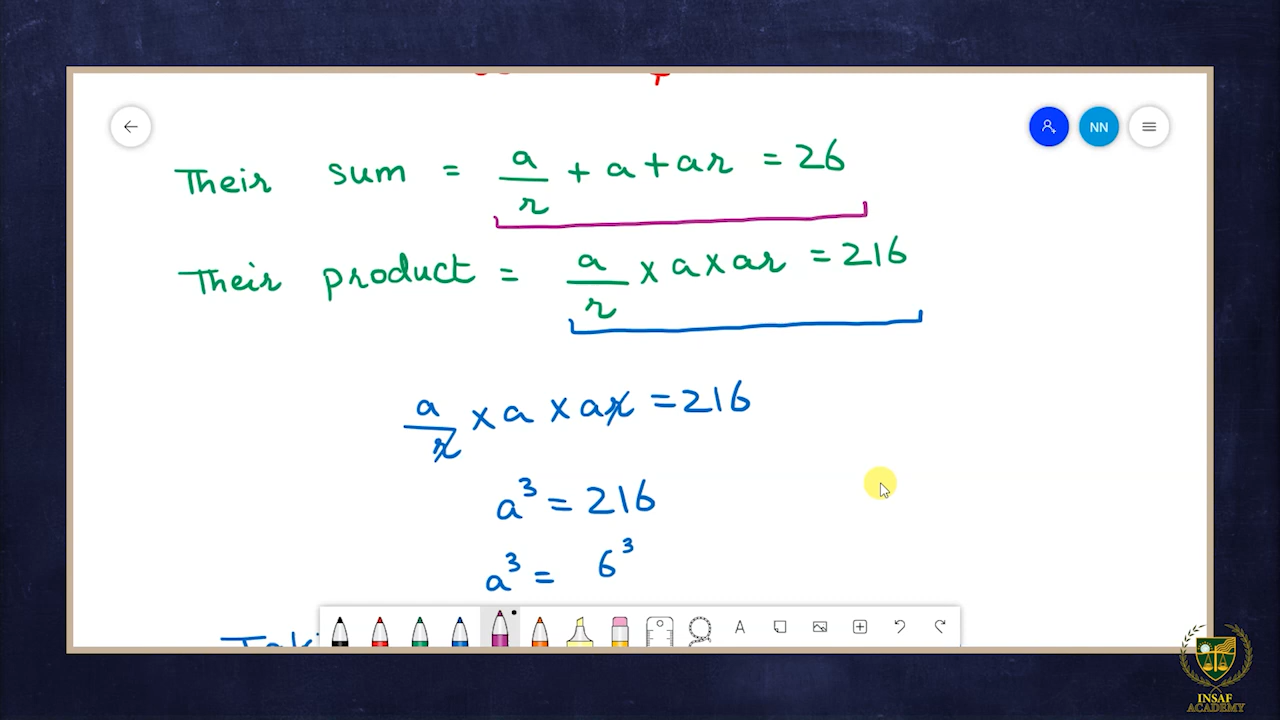 NN
Their sum = a/r + a + ar = 26
Their product = a/r × a × ar = 216
a/r × a × ar = 216
a³ = 216
a³ = 6³
A
INSAF
ACADEMY